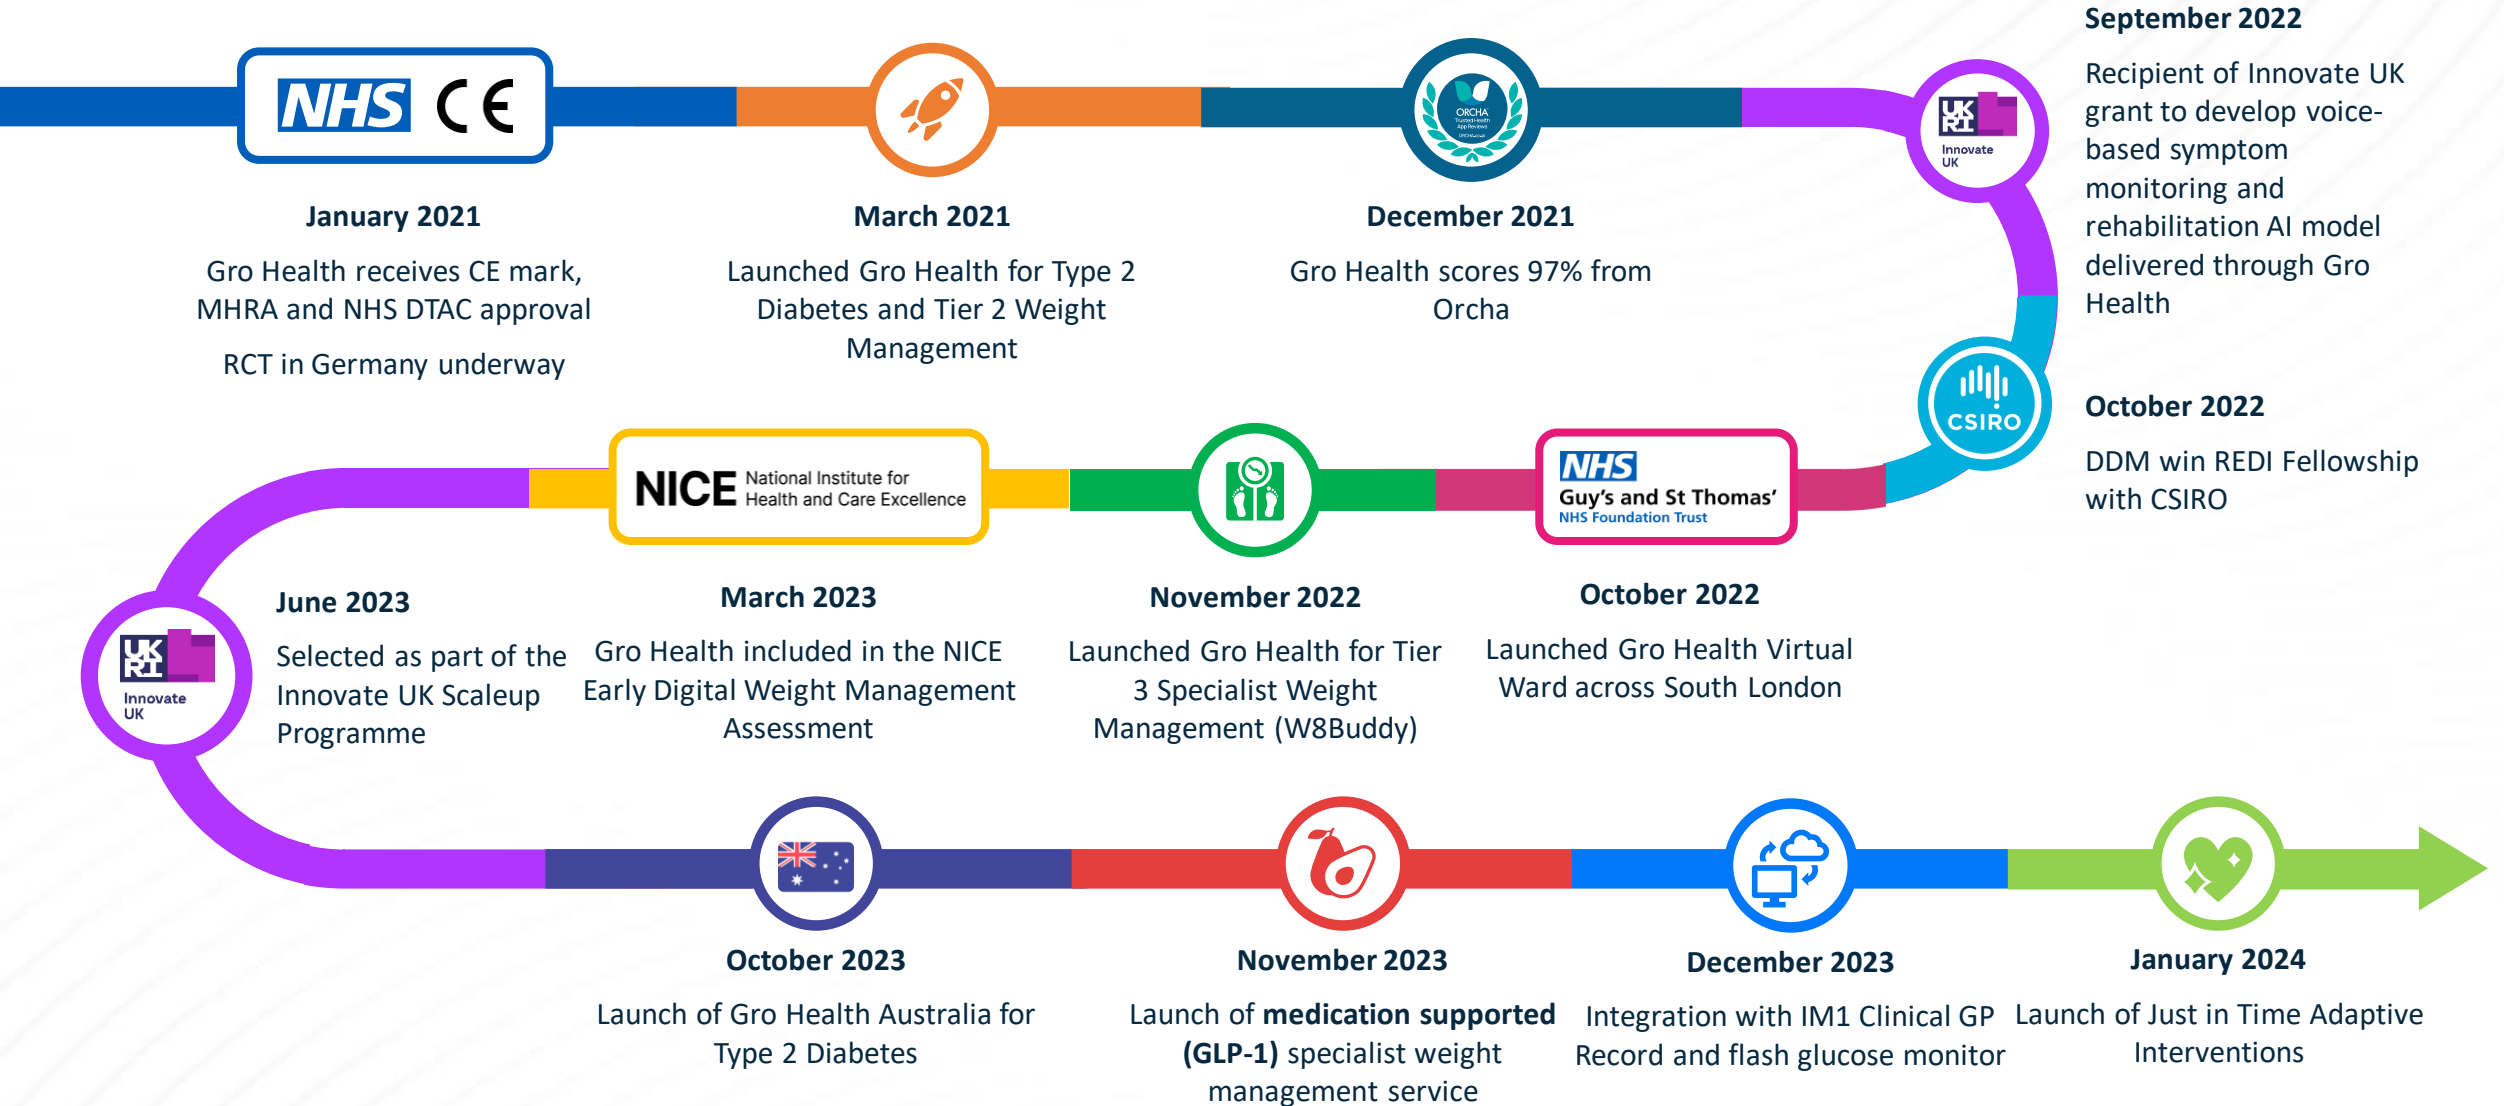 NHS CE
January 2021
Gro Health receives CE mark,
MHRA and NHS DTAC approval
RCT in Germany underway
March 2021
Launched Gro Health for Type 2
Diabetes and Tier 2 Weight
Management
ORCHA
Trusted Health
App Reviews
December 2021
Gro Health scores 97% from
Orcha
UK
RI
Innovate
UK
September 2022
Recipient of Innovate UK
grant to develop voice-
based symptom
monitoring and
rehabilitation AI model
delivered through Gro
Health
CSIRO
October 2022
DDM win REDI Fellowship
with CSIRO
NHS
Guy's and St Thomas'
NHS Foundation Trust
October 2022
Launched Gro Health Virtual
Ward across South London
November 2022
Launched Gro Health for Tier
3 Specialist Weight
Management (W8Buddy)
NICE National Institute for
Health and Care Excellence
March 2023
Gro Health included in the NICE
Early Digital Weight Management
Assessment
UK
RI
Innovate
UK
June 2023
Selected as part of the
Innovate UK Scaleup
Programme
October 2023
Launch of Gro Health Australia for
Type 2 Diabetes
November 2023
Launch of medication supported
(GLP-1) specialist weight
management service
December 2023
Integration with IM1 Clinical GP
Record and flash glucose monitor
January 2024
Launch of Just in Time Adaptive
Interventions